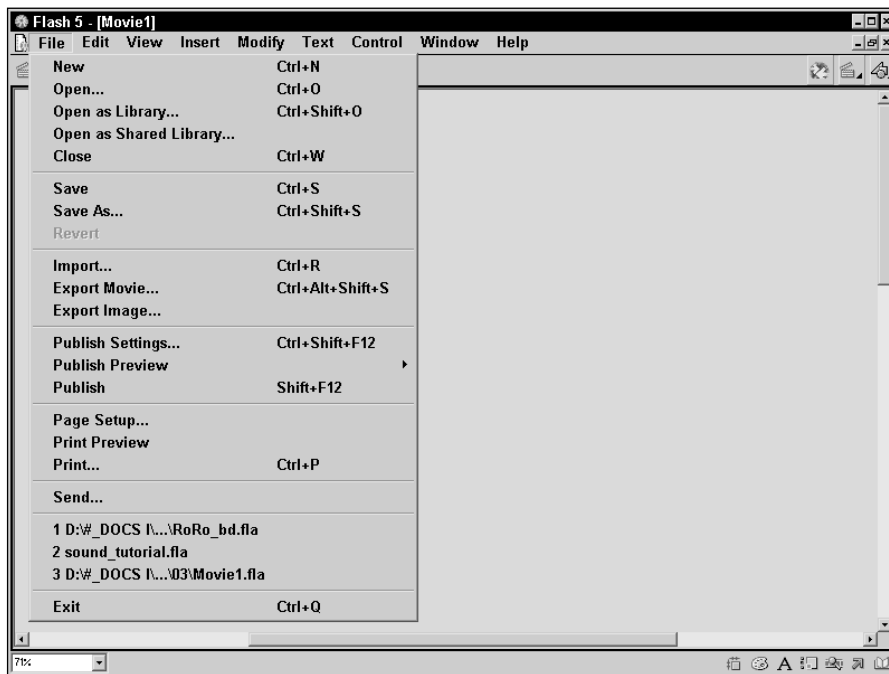 Flash 5 - [Movie1]
File Edit View Insert Modify Text Control Window Help
New Ctrl+N
Open... Ctrl+O
Open as Library... Ctrl+Shift+O
Open as Shared Library...
Close Ctrl+W
Save Ctrl+S
Save As... Ctrl+Shift+S
Revert
Import... Ctrl+R
Export Movie... Ctrl+Alt+Shift+S
Export Image...
Publish Settings... Ctrl+Shift+F12
Publish Preview
Publish Shift+F12
Page Setup...
Print Preview
Print... Ctrl+P
Send...
1 D:\#_DOCS I\...\RoRo_bd.fla
2 sound_tutorial.fla
3 D:\#_DOCS I\...\03\Movie1.fla
Exit Ctrl+Q
71%
A